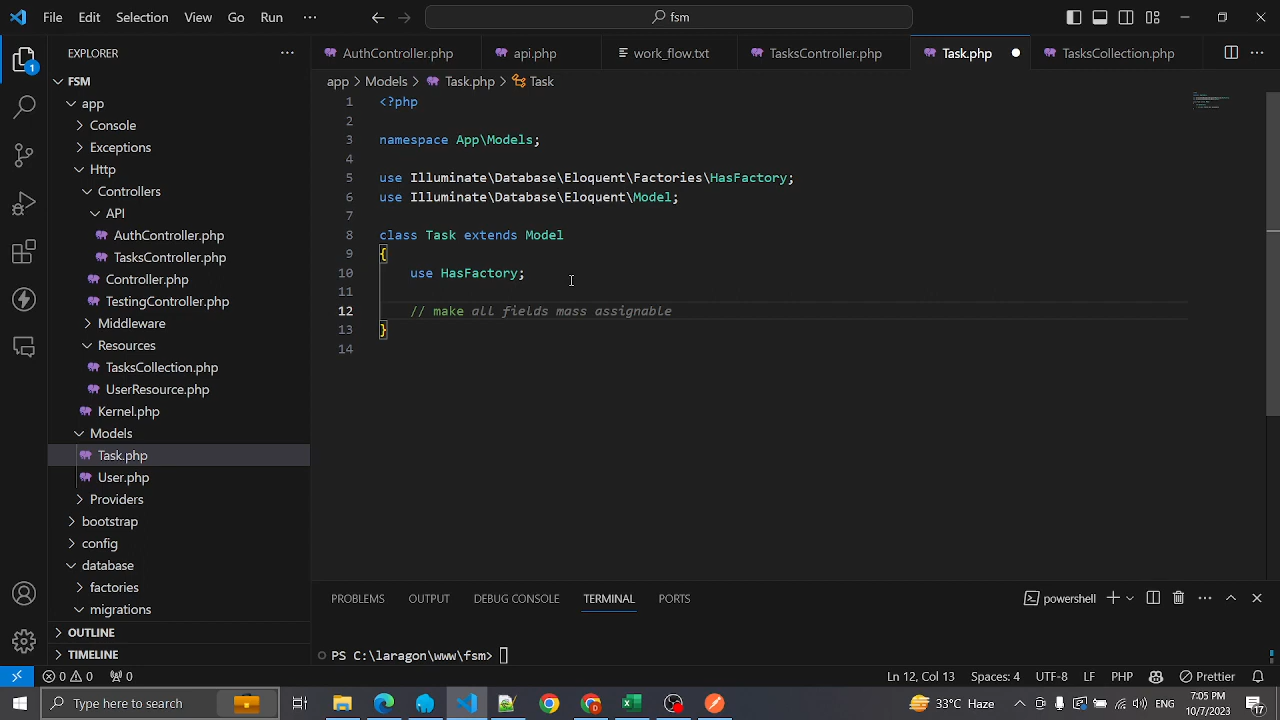 File Edit Selection View Go Run ··· fsm
EXPLORER
AuthController.php api.php work_flow.txt TasksController.php Task.php TasksCollection.php
app > Models > Task.php > Task
FSM
app
Console
Exceptions
Http
Controllers
API
AuthController.php
TasksController.php
Controller.php
TestingController.php
Middleware
Resources
TasksCollection.php
UserResource.php
Kernel.php
Models
Task.php
User.php
Providers
bootstrap
config
database
factories
migrations
OUTLINE
TIMELINE
1 <?php
2
3 namespace App\Models;
4
5 use Illuminate\Database\Eloquent\Factories\HasFactory;
6 use Illuminate\Database\Eloquent\Model;
7
8 class Task extends Model
9 {
10 use HasFactory;
11
12 // make all fields mass assignable
13 }
14
PROBLEMS OUTPUT DEBUG CONSOLE TERMINAL PORTS powershell
PS C:\laragon\www\fsm>
1
0 0 0 Ln 12, Col 13 Spaces: 4 UTF-8 LF PHP Prettier
Type here to search 33°C Haze 7:05 PM
10/7/2023 17